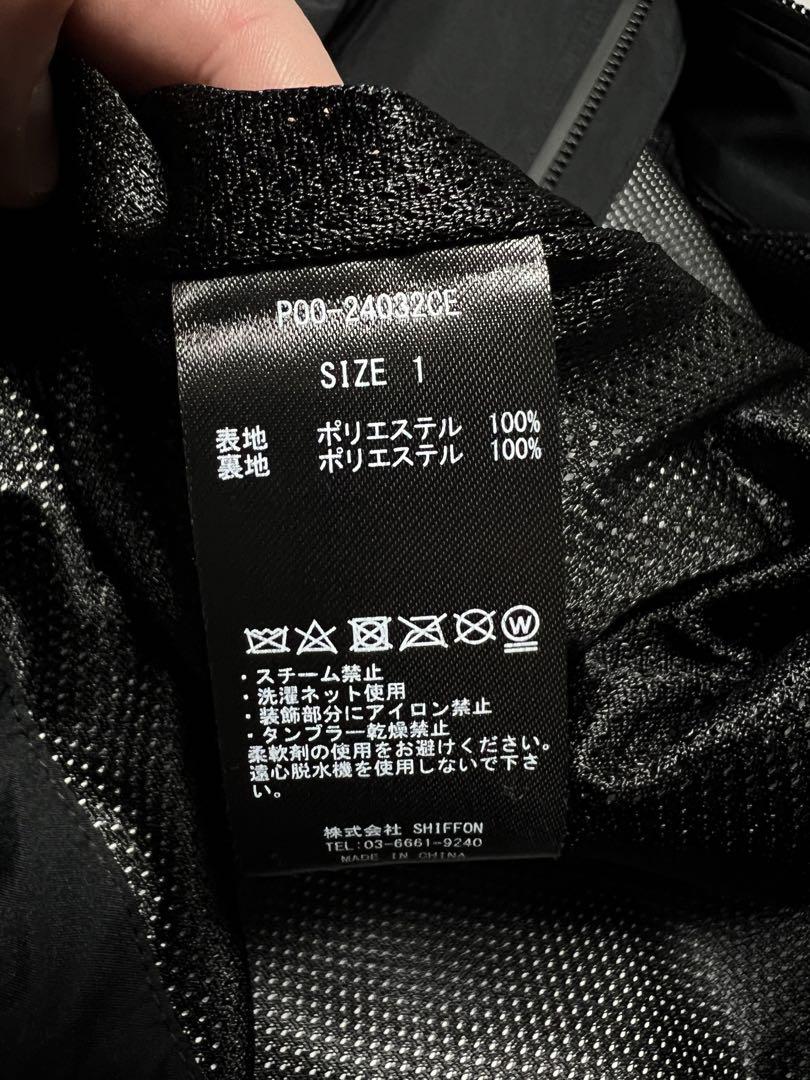 P00-24032CE
SIZE 1
表地 ポリエステル 100%
裏地 ポリエステル 100%
W
・スチーム禁止
・洗濯ネット使用
・装飾部分にアイロン禁止
・タンブラー乾燥禁止
柔軟剤の使用をお避けください。
遠心脱水機を使用しないで下さ
い。
株式会社 SHIFFON
TEL:03-6661-9240
MADE IN CHINA